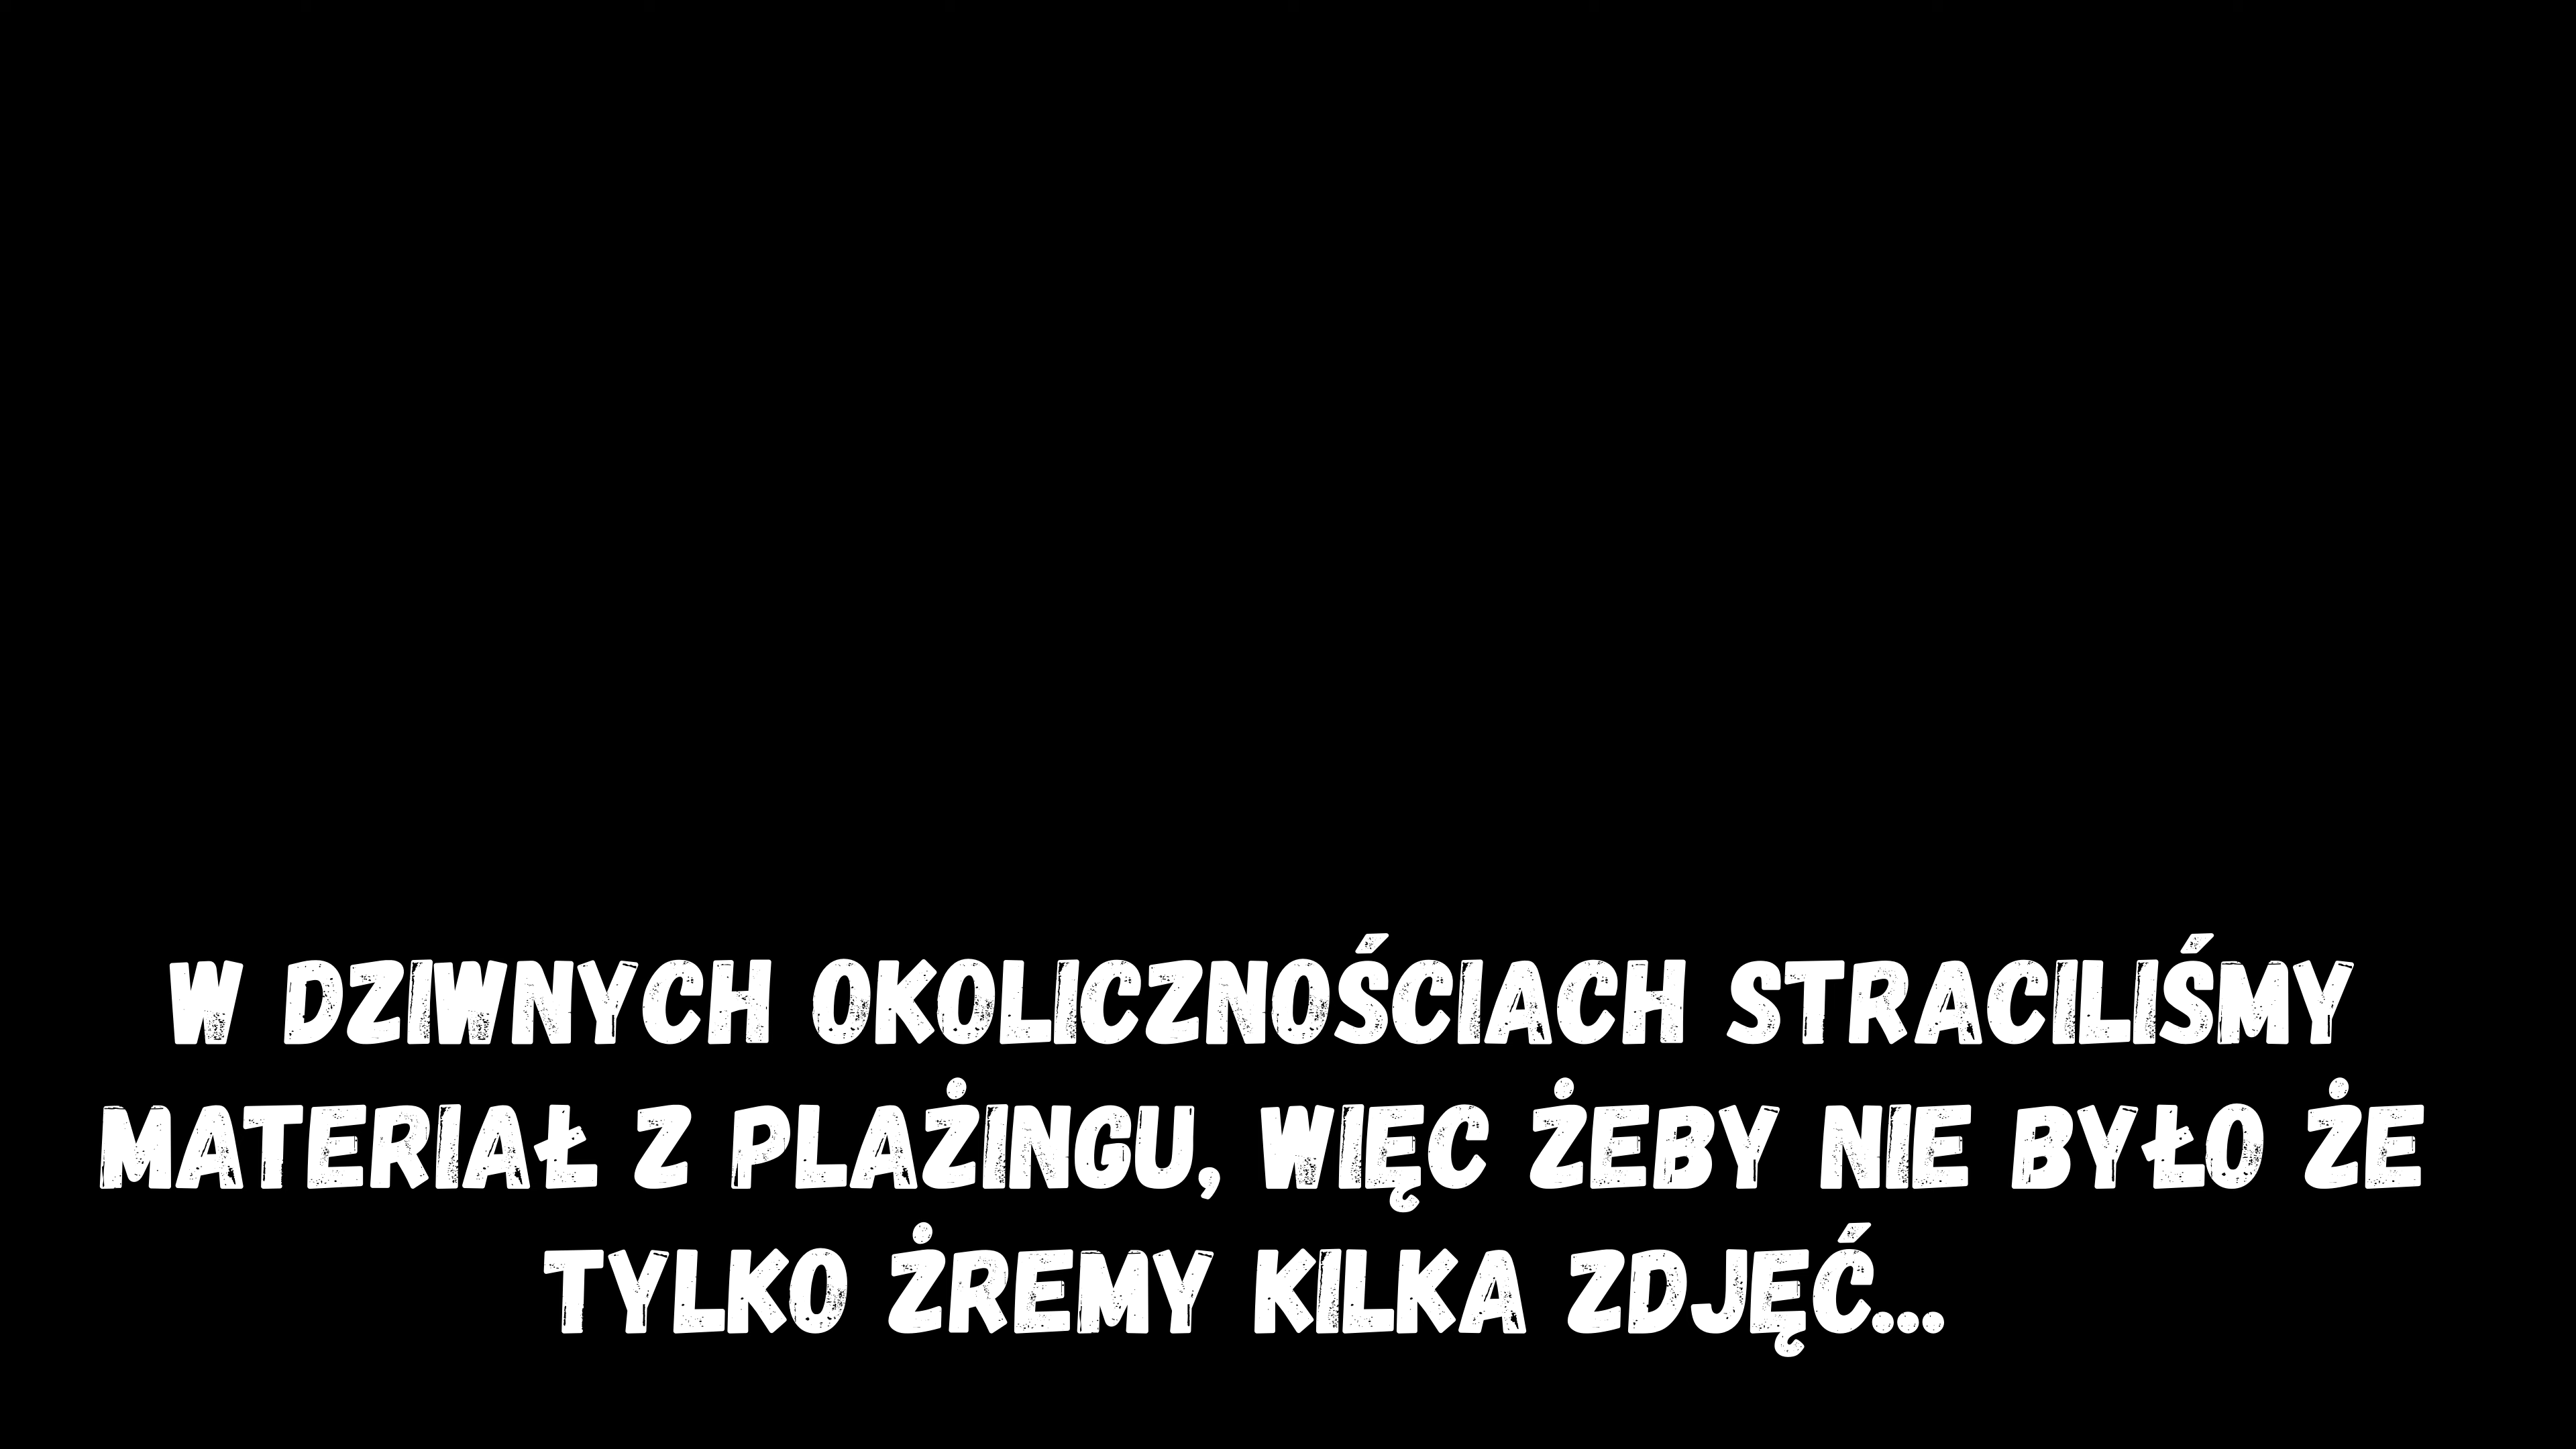 W DZIWNYCH OKOLICZNOŚCIACH STRACILIŚMY
MATERIAŁ Z PLAŻINGU, WIĘC ŻEBY NIE BYŁO ŻE
TYLKO ŻREMY KILKA ZDJĘĆ...